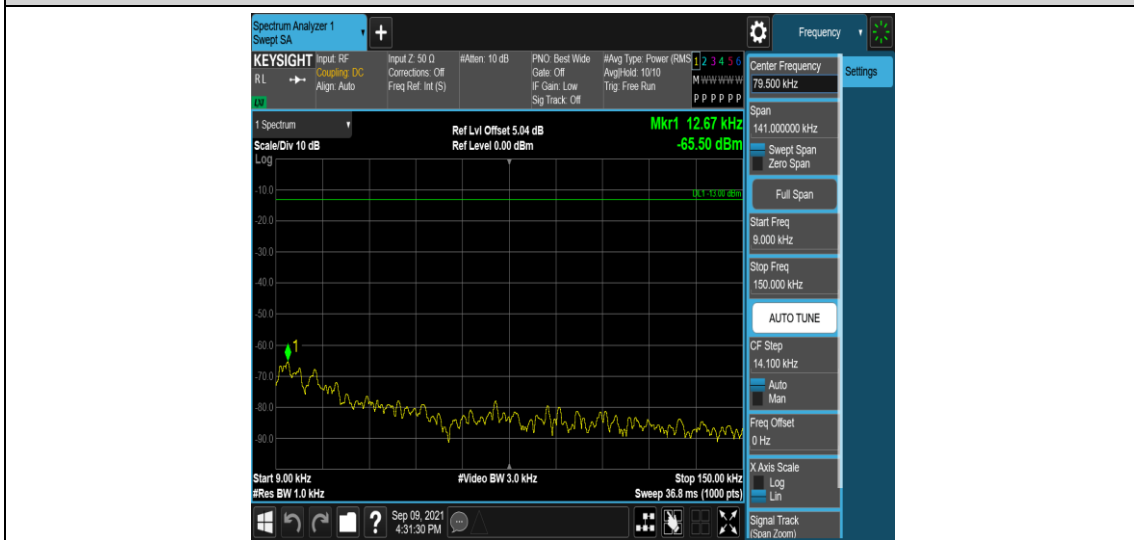 Spectrum Analyzer 1
Swept SA
+
Frequency
KEYSIGHT
RL
LNI
Input: RF
Coupling: DC
Align: Auto
Input Z: 50 Ω
Corrections: Off
Freq Ref: Int (S)
#Atten: 10 dB
PNO: Best Wide
Gate: Off
IF Gain: Low
Sig Track: Off
#Avg Type: Power (RMS
Avg|Hold: 10/10
Trig: Free Run
1 2 3 4 5 6
M W W W W W
P P P P P P
1 Spectrum
Scale/Div 10 dB
Ref Lvl Offset 5.04 dB
Ref Level 0.00 dBm
Mkr1 12.67 kHz
-65.50 dBm
Log
DL1 -13.00 dBm
-10.0
-20.0
-30.0
-40.0
-50.0
-60.0
-70.0
-80.0
-90.0
1
Start 9.00 kHz
#Res BW 1.0 kHz
#Video BW 3.0 kHz
Stop 150.00 kHz
Sweep 36.8 ms (1000 pts)
?
Sep 09, 2021
4:31:30 PM
Center Frequency
79.500 kHz
Settings
Span
141.000000 kHz
Swept Span
Zero Span
Full Span
Start Freq
9.000 kHz
Stop Freq
150.000 kHz
AUTO TUNE
CF Step
14.100 kHz
Auto
Man
Freq Offset
0 Hz
X Axis Scale
Log
Lin
Signal Track
(Span Zoom)